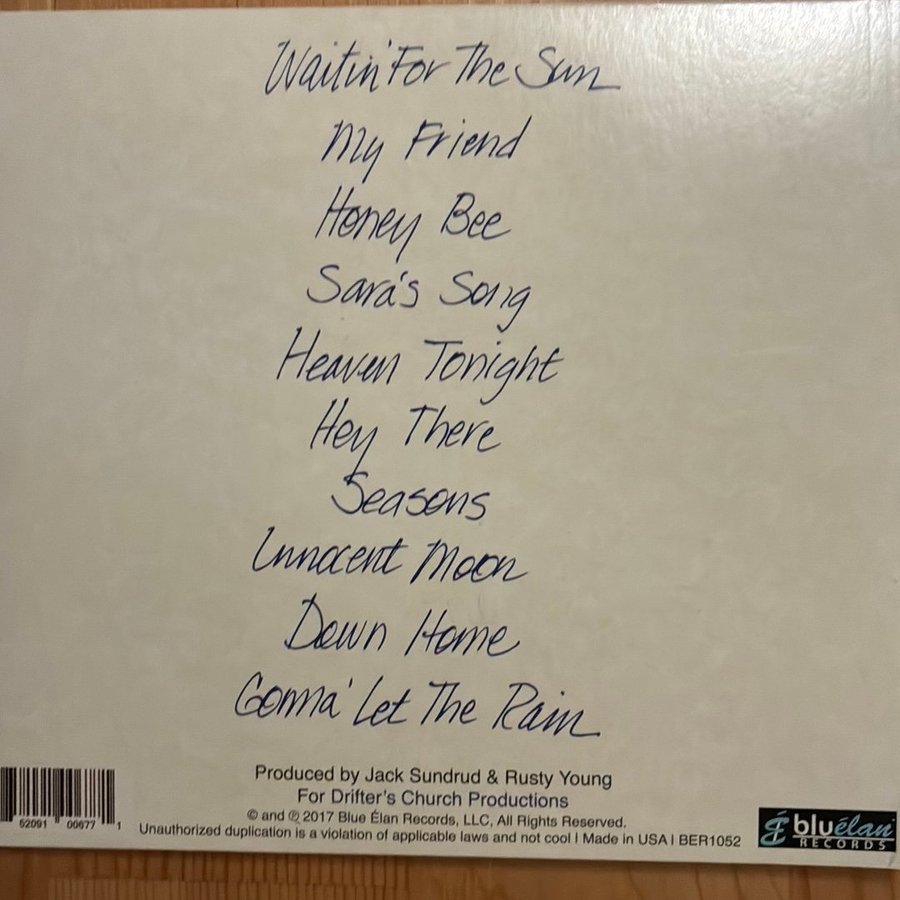 Waitin' For The Sun
My Friend
Honey Bee
Sara's Song
Heaven Tonight
Hey There
Seasons
Innocent Moon
Down Home
Gonna' Let The Rain
Produced by Jack Sundrud & Rusty Young
For Drifter's Church Productions
© and ℗ 2017 Blue Élan Records, LLC, All Rights Reserved.
Unauthorized duplication is a violation of applicable laws and not cool | Made in USA | BER1052
52091 00677 1
é bluélan
RECORDS